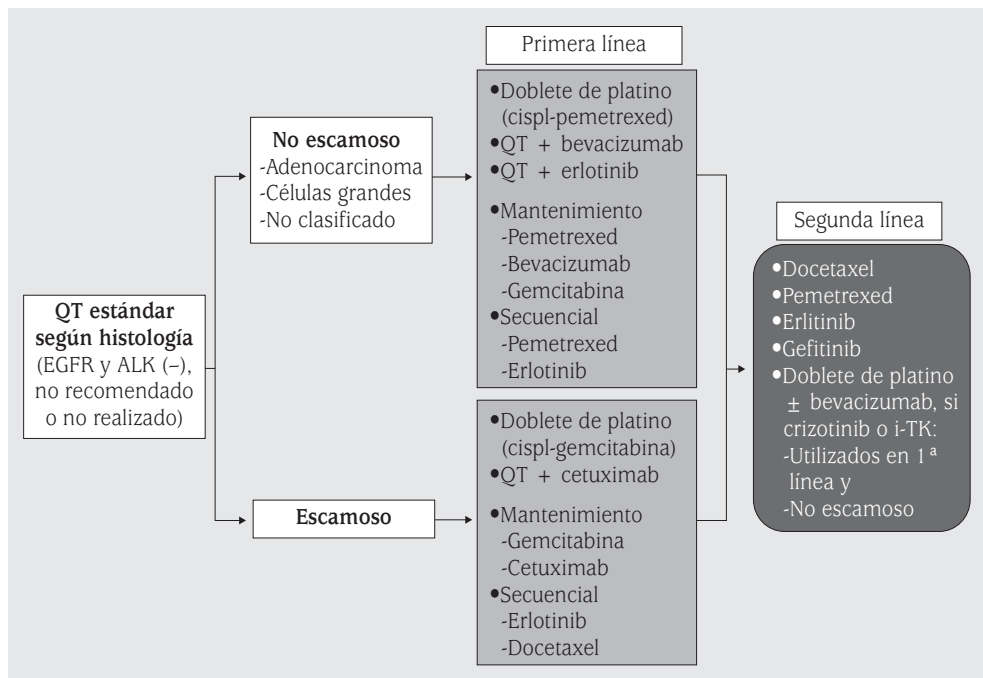 QT estándar
según histología
(EGFR y ALK (–),
no recomendado
o no realizado)
No escamoso
-Adenocarcinoma
-Células grandes
-No clasificado
Escamoso
Primera línea
•Doblete de platino
(cispl-pemetrexed)
•QT + bevacizumab
•QT + erlotinib
•Mantenimiento
-Pemetrexed
-Bevacizumab
-Gemcitabina
•Secuencial
-Pemetrexed
-Erlotinib
•Doblete de platino
(cispl-gemcitabina)
•QT + cetuximab
•Mantenimiento
-Gemcitabina
-Cetuximab
•Secuencial
-Erlotinib
-Docetaxel
Segunda línea
•Docetaxel
•Pemetrexed
•Erlitinib
•Gefitinib
•Doblete de platino
± bevacizumab, si
crizotinib o i-TK:
-Utilizados en 1ª
línea y
-No escamoso